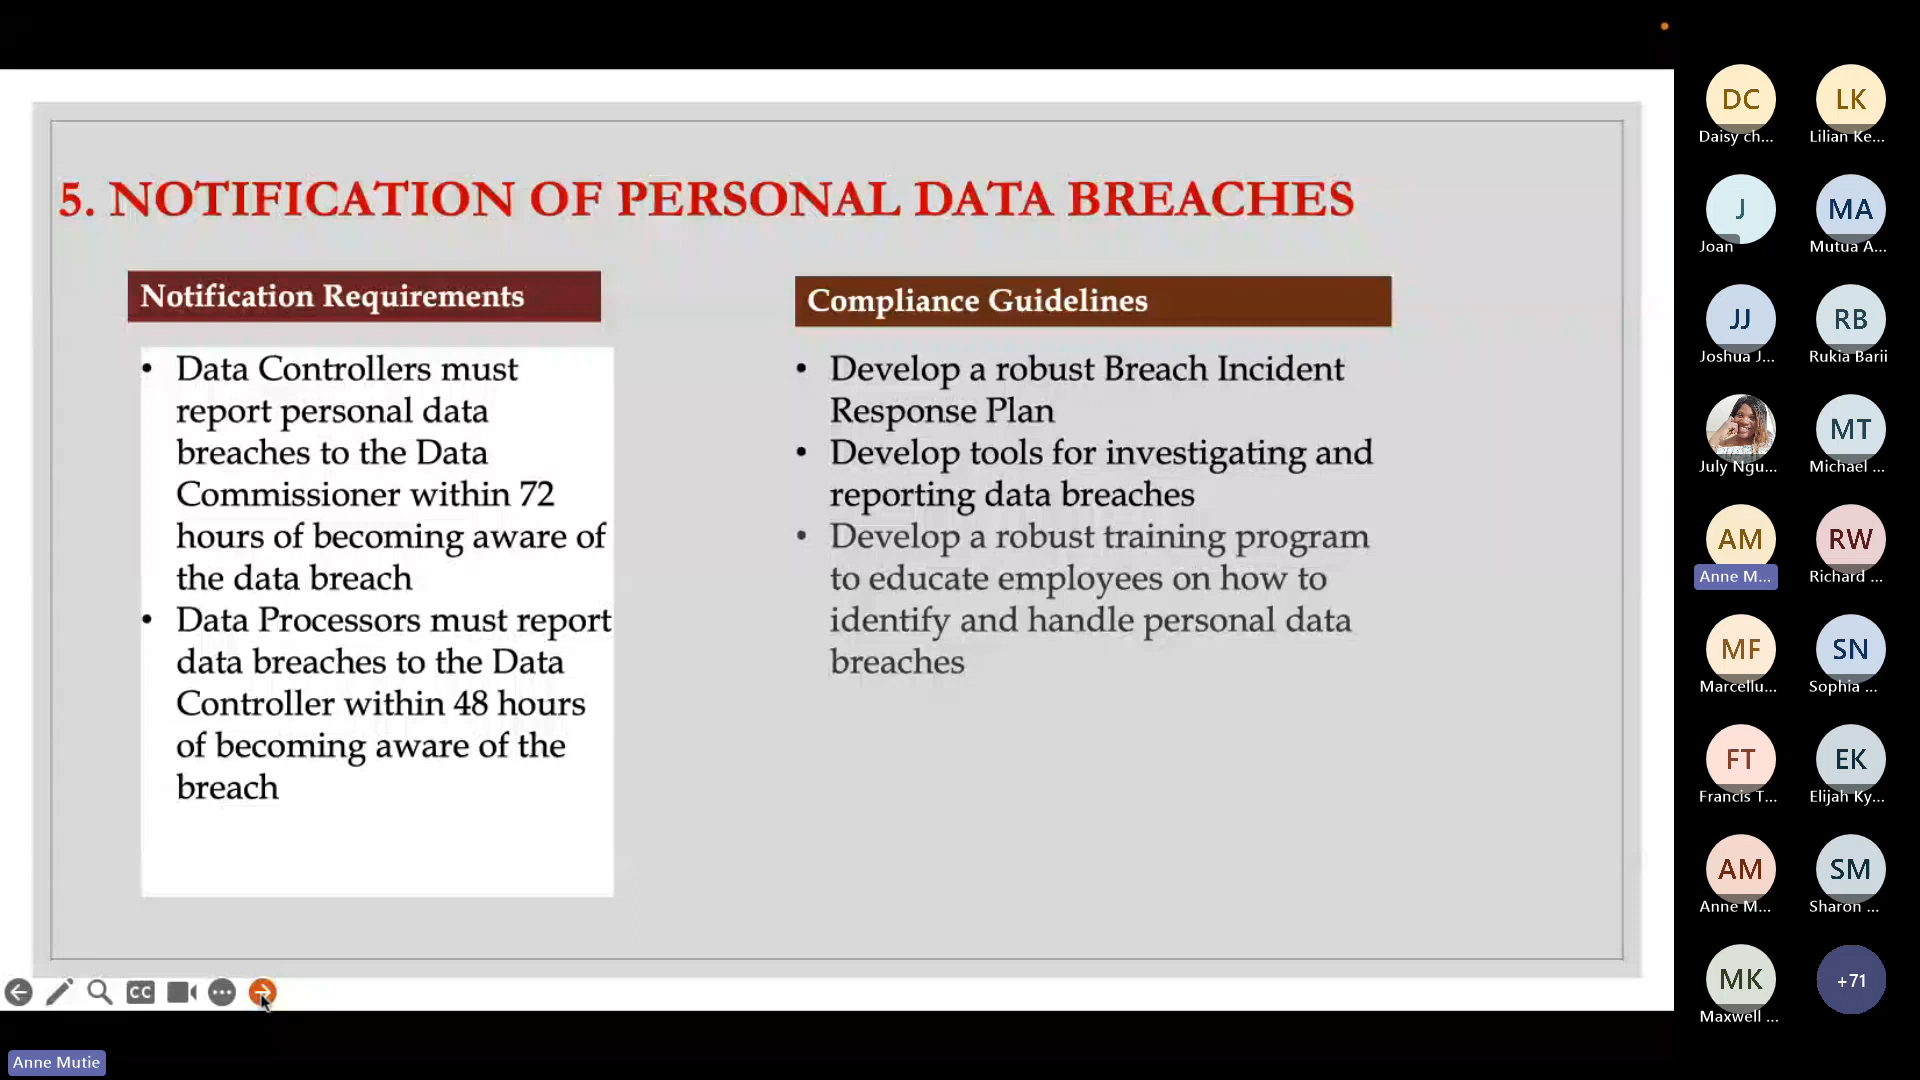 5. NOTIFICATION OF PERSONAL DATA BREACHES
Notification Requirements
• Data Controllers must
report personal data
breaches to the Data
Commissioner within 72
hours of becoming aware of
the data breach
• Data Processors must report
data breaches to the Data
Controller within 48 hours
of becoming aware of the
breach
Compliance Guidelines
• Develop a robust Breach Incident
Response Plan
• Develop tools for investigating and
reporting data breaches
• Develop a robust training program
to educate employees on how to
identify and handle personal data
breaches
CC
Anne Mutie
DC
Daisy ch...
LK
Lilian Ke...
J
Joan
MA
Mutua A...
JJ
Joshua J...
RB
Rukia Barii
July Ngu...
MT
Michael ...
AM
Anne M...
RW
Richard ...
MF
Marcellu...
SN
Sophia ...
FT
Francis T...
EK
Elijah Ky...
AM
Anne M...
SM
Sharon ...
MK
Maxwell ...
+71